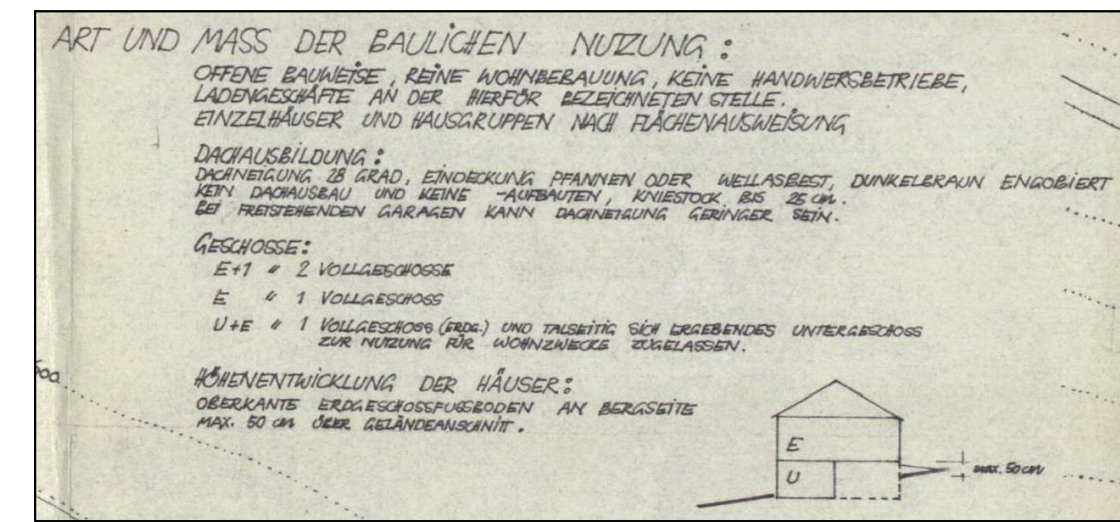 ART UND MASS DER BAULICHEN NUTZUNG :
OFFENE BAUWEISE, REINE WOHNBEBAUUNG, KEINE HANDWERSBETRIEBE,
LADENGESCHÄFTE AN DER HIERFÜR BEZEICHNETEN STELLE.
EINZELHÄUSER UND HAUSGRUPPEN NACH FLÄCHENAUSWEISUNG
DACHAUSBILDUNG :
DACHNEIGUNG 28 GRAD, EINDECKUNG PFANNEN ODER WELLASBEST, DUNKELBRAUN ENGOBIERT
KEIN DACHAUSBAU UND KEINE -AUFBAUTEN, KNIESTOCK BIS 25 CM.
BEI FREISTEHENDEN GARAGEN KANN DACHNEIGUNG GERINGER SEIN.
GESCHOSSE :
E+1 " 2 VOLLGESCHOSSE
E " 1 VOLLGESCHOSS
U+E " 1 VOLLGESCHOSS (ERDG.) UND TALSEITIG SICH ERGEBENDES UNTERGESCHOSS
ZUR NUTZUNG FÜR WOHNZWECKE ZUGELASSEN.
HÖHENENTWICKLUNG DER HÄUSER :
OBERKANTE ERDGESCHOSSFUSSBODEN AN BERGSEITE
MAX. 50 CM ÜBER GELÄNDEANSCHNITT.
E
U
max. 50 cm